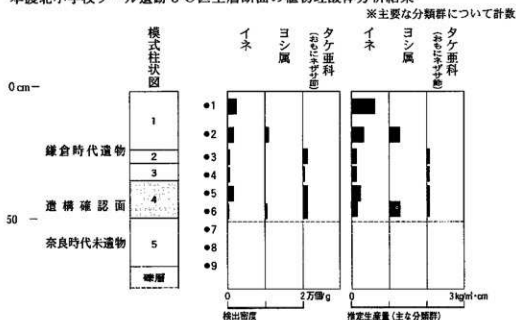 ※主要な分類群について計数
模式柱状図
イネ
ヨシ属
タケ亜科
(おもにネザサ節)
イネ
ヨシ属
タケ亜科
(おもにネザサ節)
0cm
1
鎌倉時代遺物
2
3
遺構確認面
4
50
奈良時代末遺物
5
礫層
●1
●2
●3
●4
●5
●6
●7
●8
●9
0
2万個/g
0
3kg/㎡・cm
検出密度
推定生産量(主な分類群)